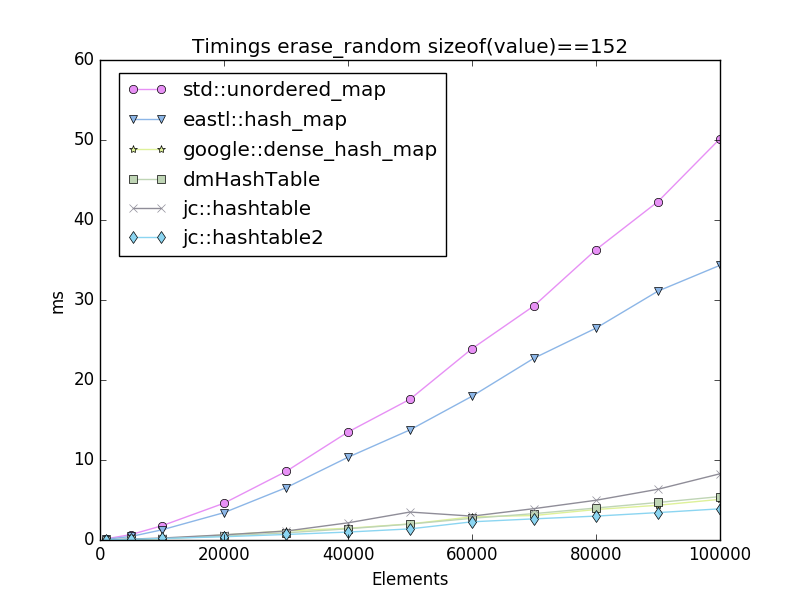 Timings erase_random sizeof(value)==152
60
50
40
30
20
10
0
ms
std::unordered_map
eastl::hash_map
google::dense_hash_map
dmHashTable
jc::hashtable
jc::hashtable2
0 20000 40000 60000 80000 100000
Elements